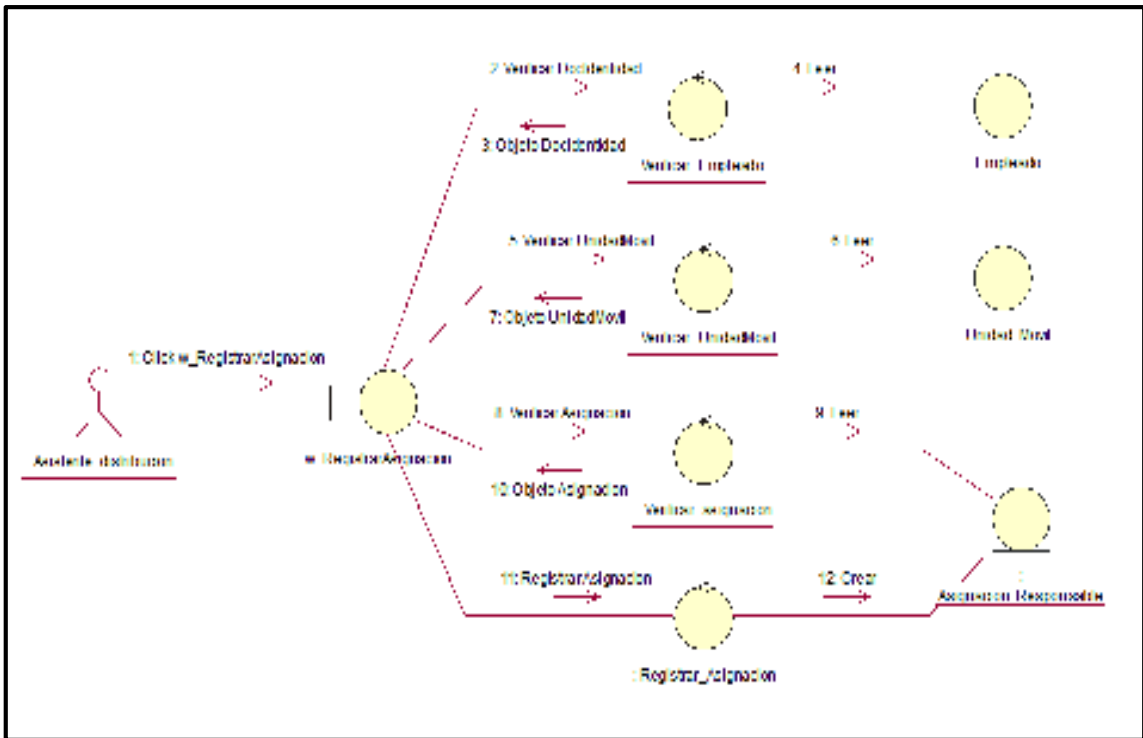 2: Verificar DocIdentidad
4: Leer
3: Objeto DocIdentidad
Verificar_Empleado
Empleado
5: Verificar UnidadMovil
6: Leer
7: Objeto UnidadMovil
Verificar_UnidadMovil
Unidad_Movil
1: Click w_RegistrarAsignacion
8: Verificar Asignacion
9: Leer
Asistente_distribucion
w_RegistrarAsignacion
10: Objeto Asignacion
Verificar_asignacion
11: RegistrarAsignacion
12: Crear
:
Asignacion_Responsable
: Registrar_Asignacion